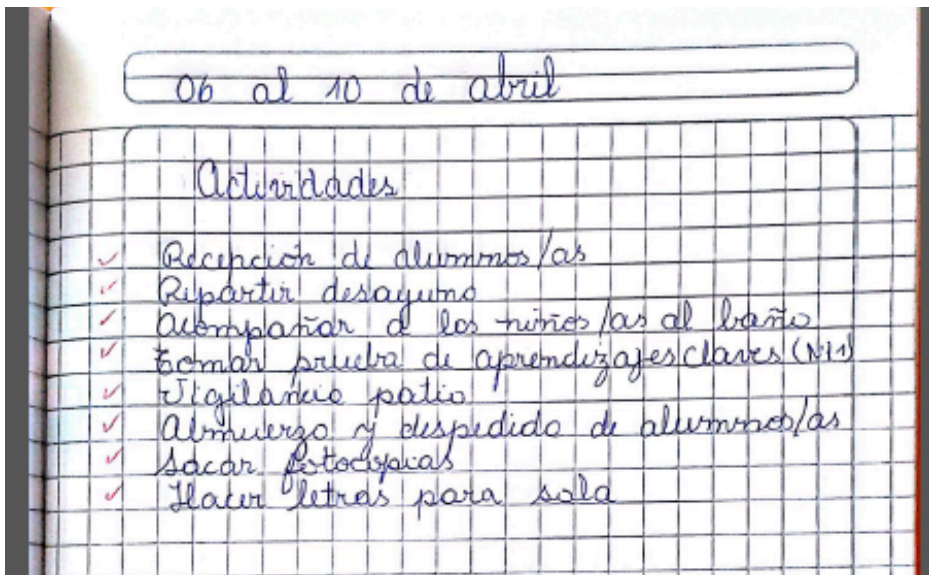 06 al 10 de abril
Actividades
Recepción de alumnos/as
Repartir desayuno
Acompañar a los niños/as al baño
Tomar prueba de aprendizajes claves (N11)
Vigilancia patio
Almuerzo y despedida de alumnos/as
Sacar fotocopias
Hacer letras para sala